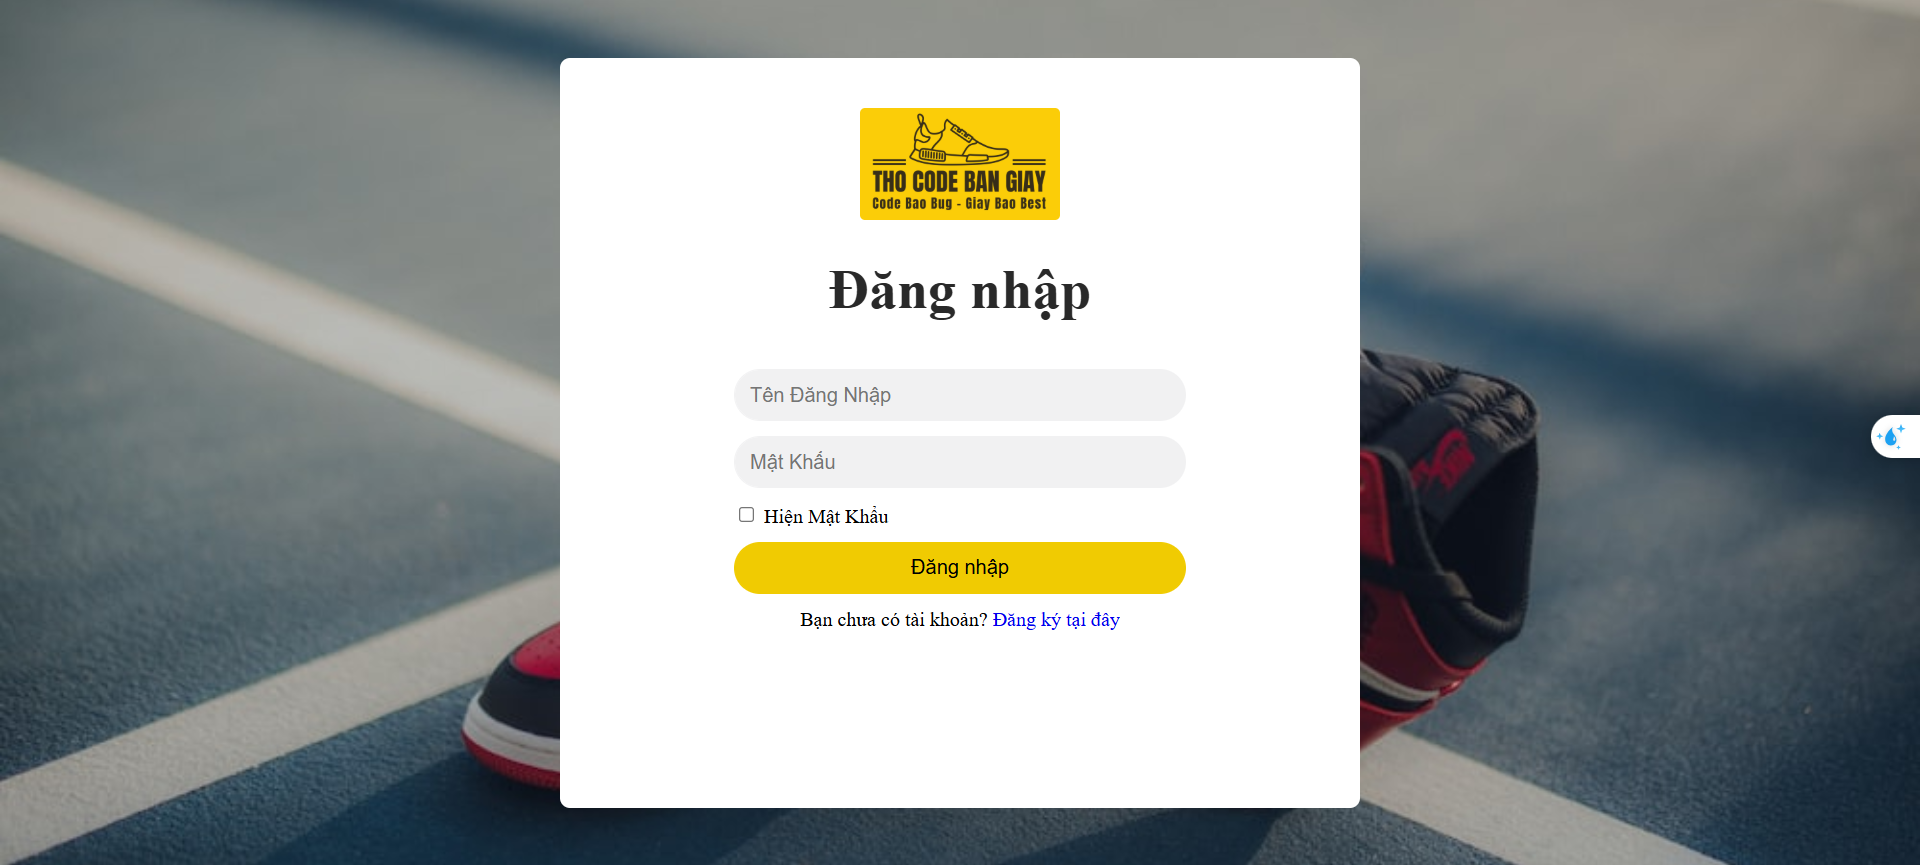 THO CODE BAN GIAY
Code Bao Bug - Giay Bao Best
Đăng nhập
Tên Đăng Nhập
Mật Khấu
Hiện Mật Khẩu
Đăng nhập
Bạn chưa có tài khoản? Đăng ký tại đây